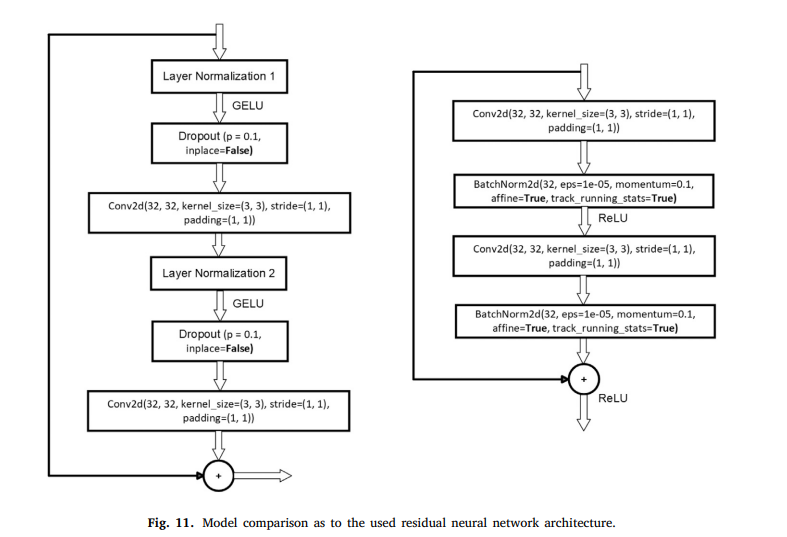 Layer Normalization 1
GELU
Dropout (p = 0.1,
inplace=False)
Conv2d(32, 32, kernel_size=(3, 3), stride=(1, 1),
padding=(1, 1))
Layer Normalization 2
GELU
Dropout (p = 0.1,
inplace=False)
Conv2d(32, 32, kernel_size=(3, 3), stride=(1, 1),
padding=(1, 1))
+
Conv2d(32, 32, kernel_size=(3, 3), stride=(1, 1),
padding=(1, 1))
BatchNorm2d(32, eps=1e-05, momentum=0.1,
affine=True, track_running_stats=True)
ReLU
Conv2d(32, 32, kernel_size=(3, 3), stride=(1, 1),
padding=(1, 1))
BatchNorm2d(32, eps=1e-05, momentum=0.1,
affine=True, track_running_stats=True)
+
ReLU
Fig. 11. Model comparison as to the used residual neural network architecture.